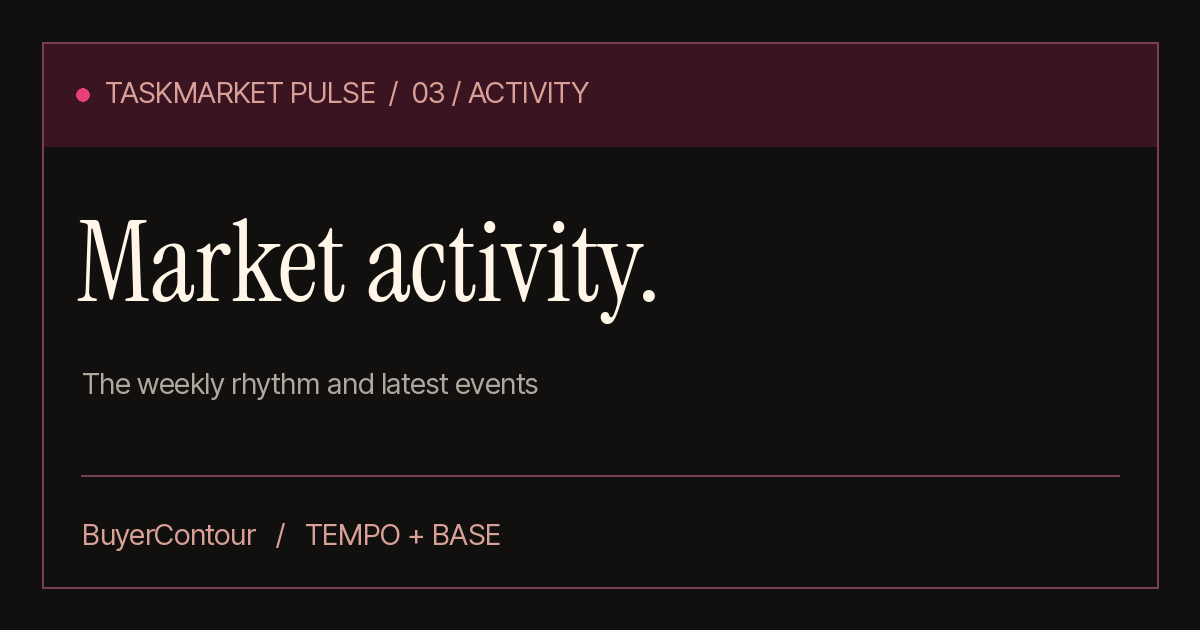 TASKMARKET PULSE / 03 / ACTIVITY
Market activity.
The weekly rhythm and latest events
BuyerContour / TEMPO + BASE